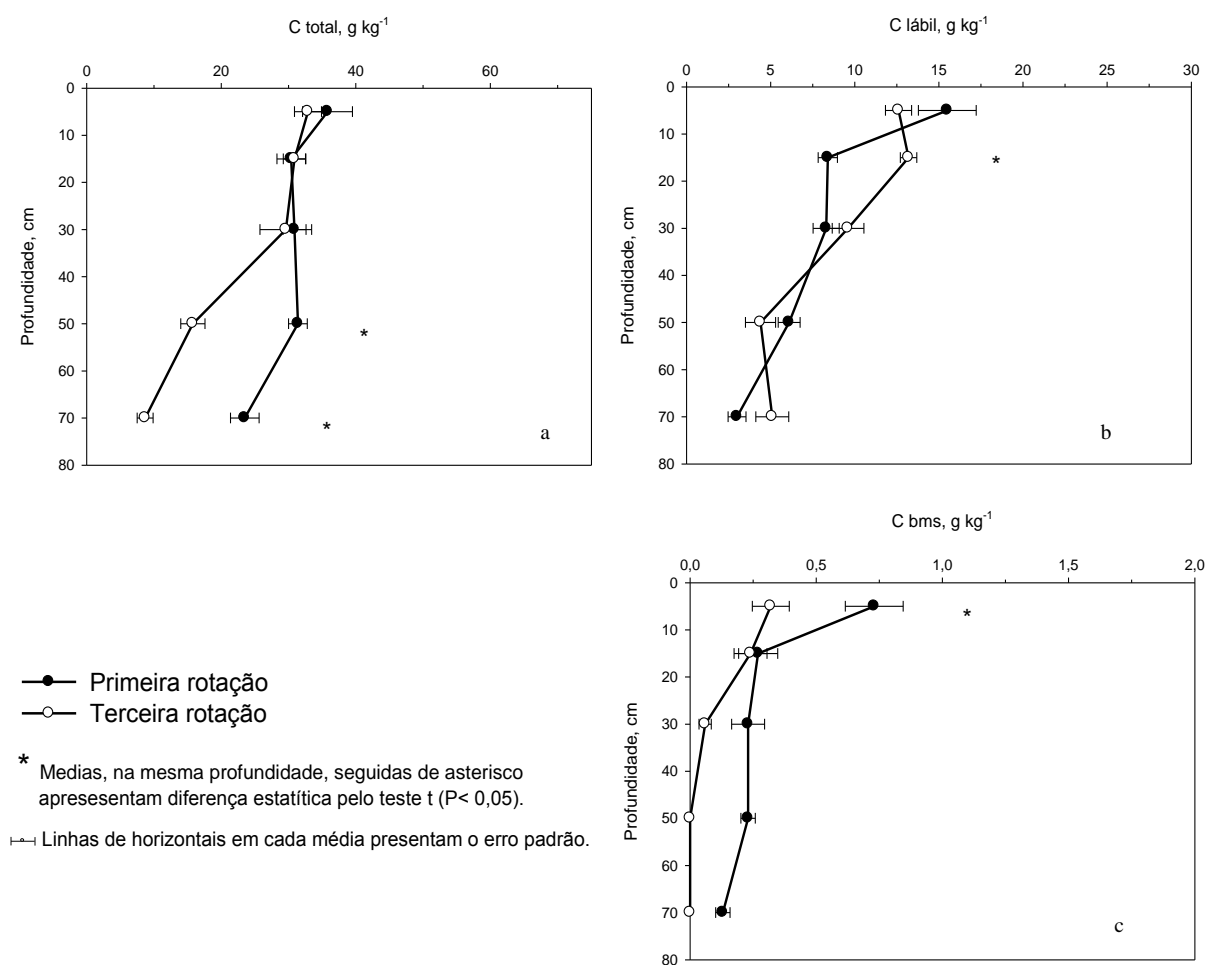 C total, g kg-1
0 20 40 60
0
10
20
30
40
50
60
70
80
Profundidade, cm
*
*
a
C lábil, g kg-1
0 5 10 15 20 25 30
0
10
20
30
40
50
60
70
80
Profundidade, cm
*
b
C bms, g kg-1
0,0 0,5 1,0 1,5 2,0
0
10
20
30
40
50
60
70
80
Profundidade, cm
*
c
Primeira rotação
Terceira rotação
* Medias, na mesma profundidade, seguidas de asterisco
apresesentam diferença estatítica pelo teste t (P< 0,05).
Linhas de horizontais em cada média presentam o erro padrão.